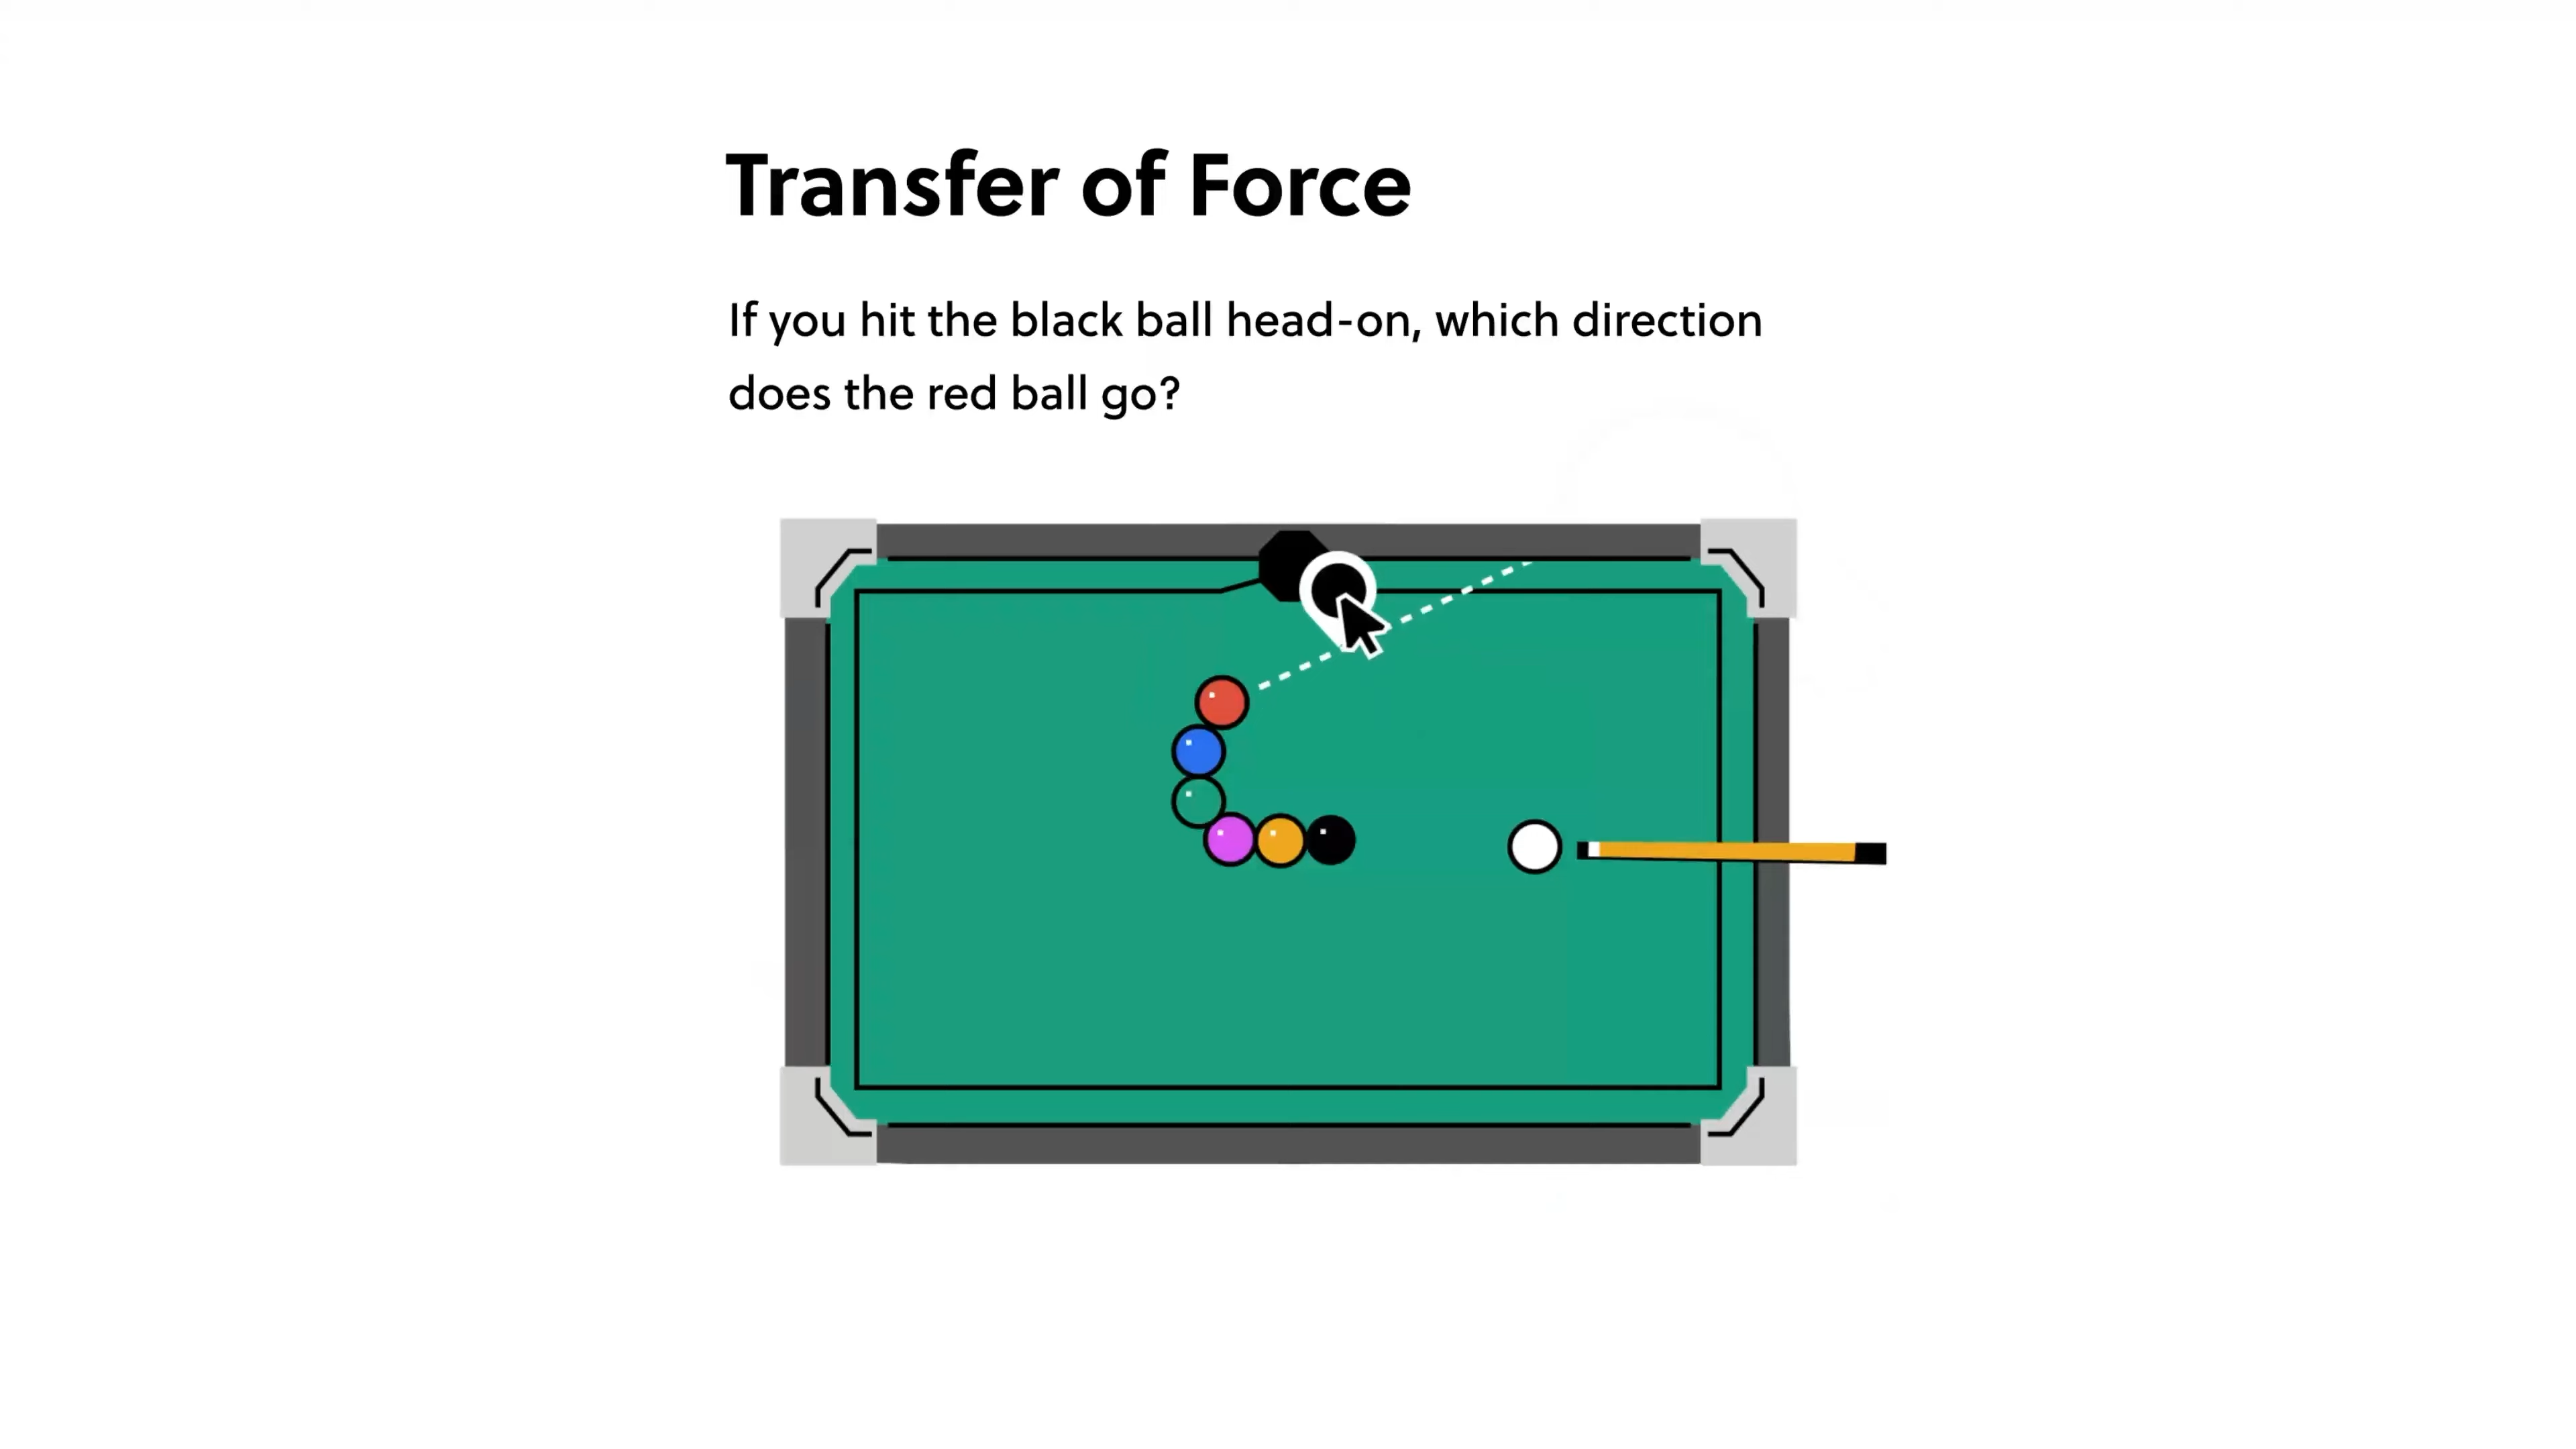 Transfer of Force
If you hit the black ball head-on, which direction
does the red ball go?